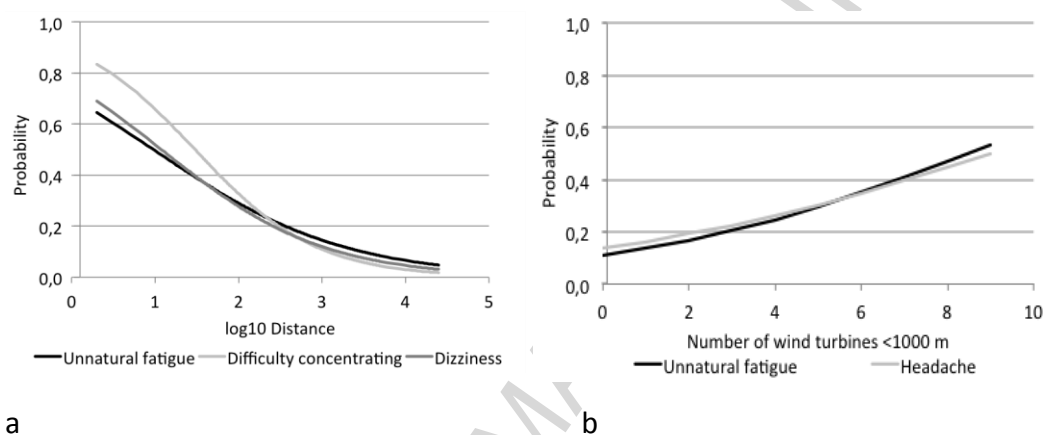 1,0
0,8
0,6
0,4
0,2
0,0
Probability
0 1 2 3 4 5
log10 Distance
Unnatural fatigue Difficulty concentrating Dizziness
a
1,0
0,8
0,6
0,4
0,2
0,0
Probability
0 2 4 6 8 10
Number of wind turbines <1000 m
Unnatural fatigue Headache
b